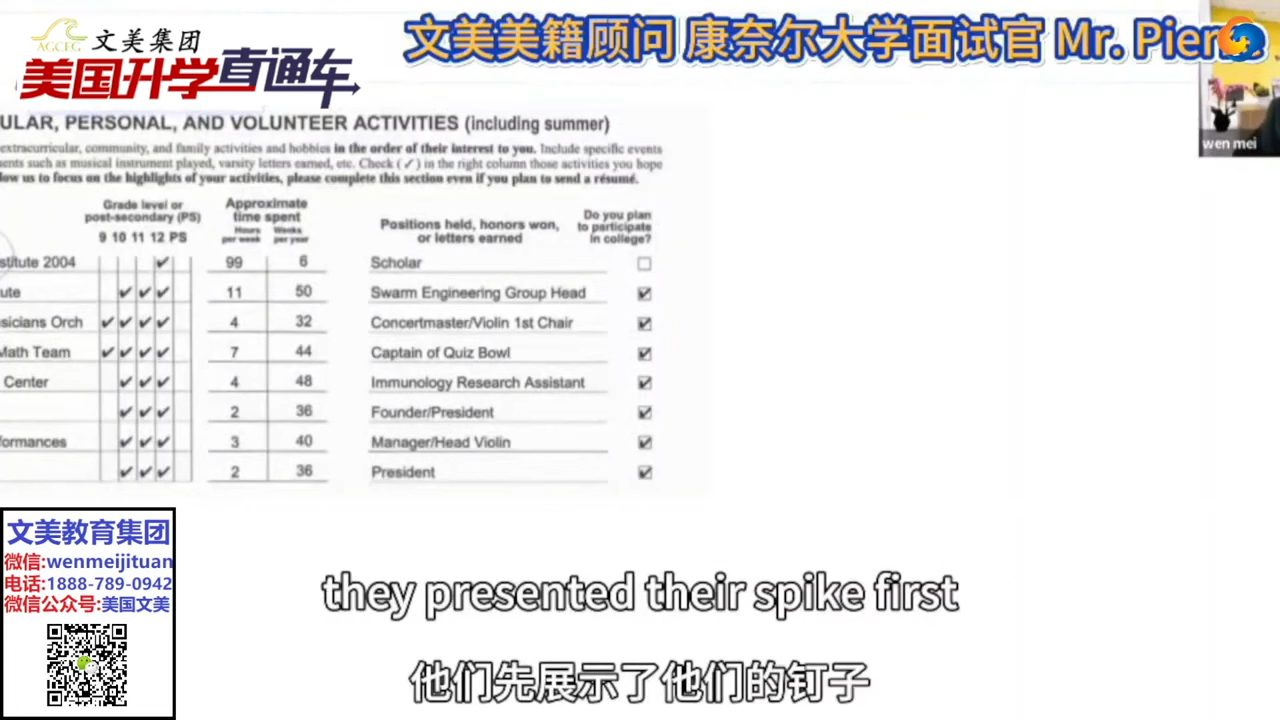 AGCEG 文美集团
美国升学直通车
文美美籍顾问 康奈尔大学面试官 Mr. Pier
wen mei
ULAR, PERSONAL, AND VOLUNTEER ACTIVITIES (including summer)
extracurricular, community, and family activities and hobbies in the order of their interest to you. Include specific events
ents such as musical instrument played, varsity letters earned, etc. Check (✓) in the right column those activities you hope
low us to focus on the highlights of your activities, please complete this section even if you plan to send a résumé.
Grade level or post-secondary (PS)
9 10 11 12 PS
Approximate time spent
Hours per week
Weeks per year
Positions held, honors won, or letters earned
Do you plan to participate in college?
stitute 2004 ✓ 99 6 Scholar ☐
ute ✓ ✓ ✓ 11 50 Swarm Engineering Group Head ☑
sicians Orch ✓ ✓ ✓ ✓ 4 32 Concertmaster/Violin 1st Chair ☑
Math Team ✓ ✓ ✓ ✓ 7 44 Captain of Quiz Bowl ☑
Center ✓ ✓ ✓ 4 48 Immunology Research Assistant ☑
✓ ✓ ✓ 2 36 Founder/President ☑
formances ✓ ✓ ✓ 3 40 Manager/Head Violin ☑
✓ ✓ ✓ 2 36 President ☑
文美教育集团
微信:wenmeijituan
电话:1888-789-0942
微信公众号:美国文美
they presented their spike first
他们先展示了他们的钉子